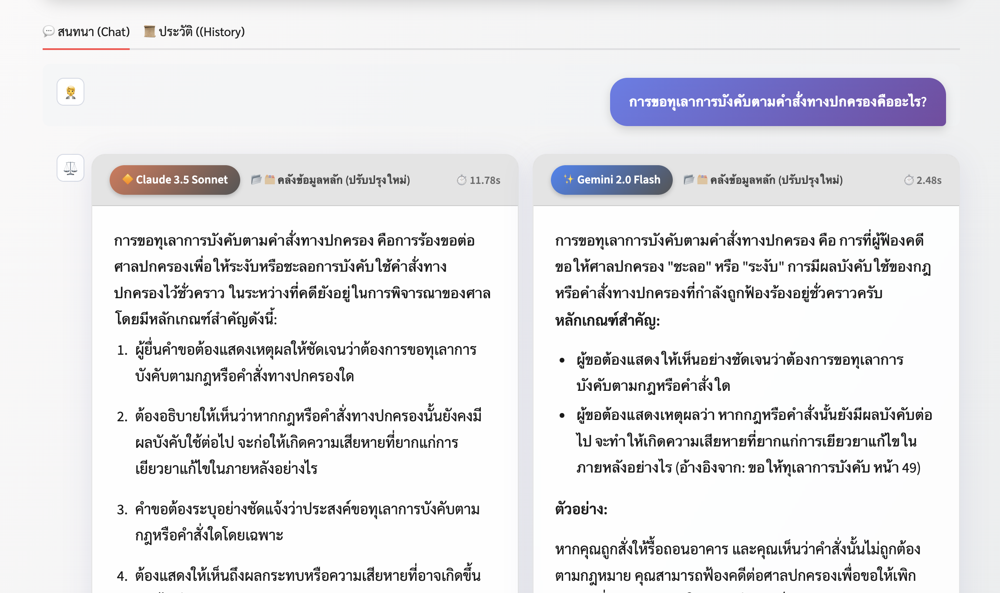 สนทนา (Chat)
ประวัติ ((History)
การขอทุเลาการบังคับตามคำสั่งทางปกครองคืออะไร?
Claude 3.5 Sonnet
คลังข้อมูลหลัก (ปรับปรุงใหม่)
11.78s
การขอทุเลาการบังคับตามคำสั่งทางปกครอง คือการร้องขอต่อ
ศาลปกครองเพื่อให้ระงับหรือชะลอการบังคับใช้คำสั่งทาง
ปกครองไว้ชั่วคราว ในระหว่างที่คดียังอยู่ในการพิจารณาของศาล
โดยมีหลักเกณฑ์สำคัญดังนี้:
1. ผู้ยื่นคำขอต้องแสดงเหตุผลให้ชัดเจนว่าต้องการขอทุเลาการ
บังคับตามกฎหรือคำสั่งทางปกครองใด
2. ต้องอธิบายให้เห็นว่าหากกฎหรือคำสั่งทางปกครองนั้นยังคงมี
ผลบังคับใช้ต่อไป จะก่อให้เกิดความเสียหายที่ยากแก่การ
เยียวยาแก้ไขในภายหลังอย่างไร
3. คำขอต้องระบุอย่างชัดแจ้งว่าประสงค์ขอทุเลาการบังคับตาม
กฎหรือคำสั่งใดโดยเฉพาะ
4. ต้องแสดงให้เห็นถึงผลกระทบหรือความเสียหายที่อาจเกิดขึ้น
Gemini 2.0 Flash
คลังข้อมูลหลัก (ปรับปรุงใหม่)
2.48s
การขอทุเลาการบังคับตามคำสั่งทางปกครอง คือ การที่ผู้ฟ้องคดี
ขอให้ศาลปกครอง "ชะลอ" หรือ "ระงับ" การมีผลบังคับใช้ของกฎ
หรือคำสั่งทางปกครองที่กำลังถูกฟ้องร้องอยู่ชั่วคราวครับ
หลักเกณฑ์สำคัญ:
• ผู้ขอต้องแสดงให้เห็นอย่างชัดเจนว่าต้องการขอทุเลาการ
บังคับตามกฎหรือคำสั่งใด
• ผู้ขอต้องแสดงเหตุผลว่า หากกฎหรือคำสั่งนั้นยังมีผลบังคับต่อ
ไป จะทำให้เกิดความเสียหายที่ยากแก่การเยียวยาแก้ไขใน
ภายหลังอย่างไร (อ้างอิงจาก: ขอให้ทุเลาการบังคับ หน้า 49)
ตัวอย่าง:
หากคุณถูกสั่งให้รื้อถอนอาคาร และคุณเห็นว่าคำสั่งนั้นไม่ถูกต้อง
ตามกฎหมาย คุณสามารถฟ้องคดีต่อศาลปกครองเพื่อขอให้เพิก